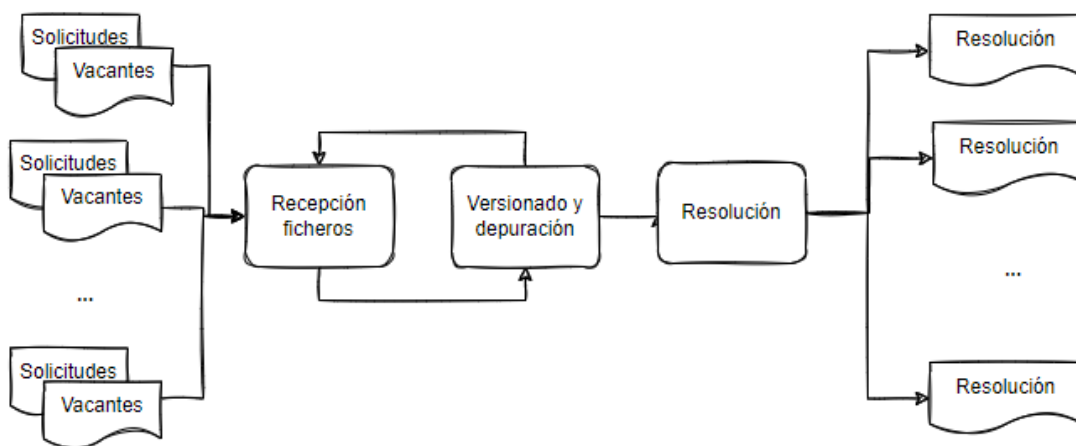 Solicitudes
Vacantes
Solicitudes
Vacantes
...
Solicitudes
Vacantes
Recepción
ficheros
Versionado y
depuración
Resolución
Resolución
Resolución
...
Resolución